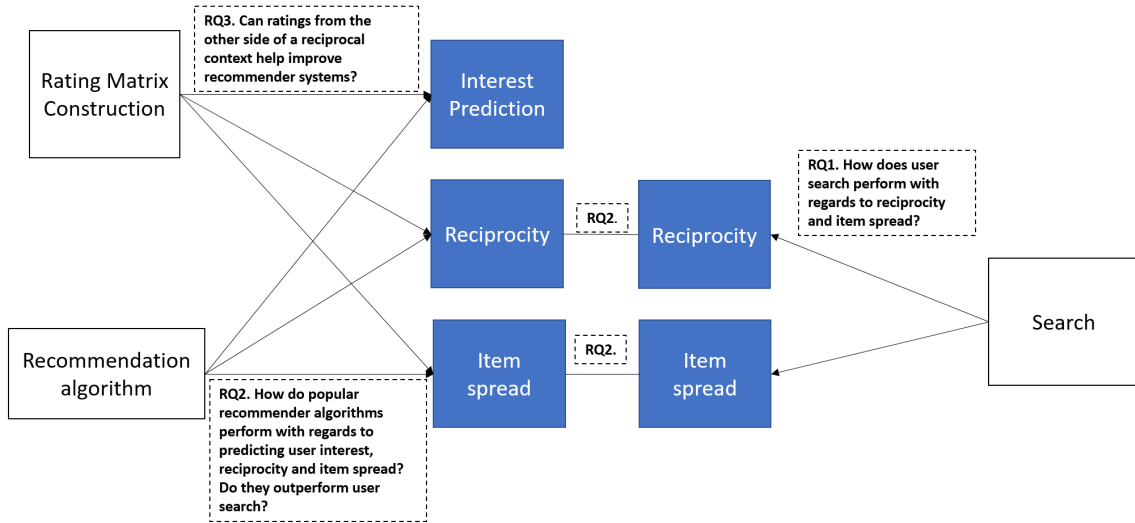 RQ3. Can ratings from the
other side of a reciprocal
context help improve
recommender systems?
Rating Matrix
Construction
Interest
Prediction
RQ1. How does user
search perform with
regards to reciprocity
and item spread?
Reciprocity
RQ2.
Reciprocity
Search
Recommendation
algorithm
Item
spread
RQ2.
Item
spread
RQ2. How do popular
recommender algorithms
perform with regards to
predicting user interest,
reciprocity and item spread?
Do they outperform user
search?